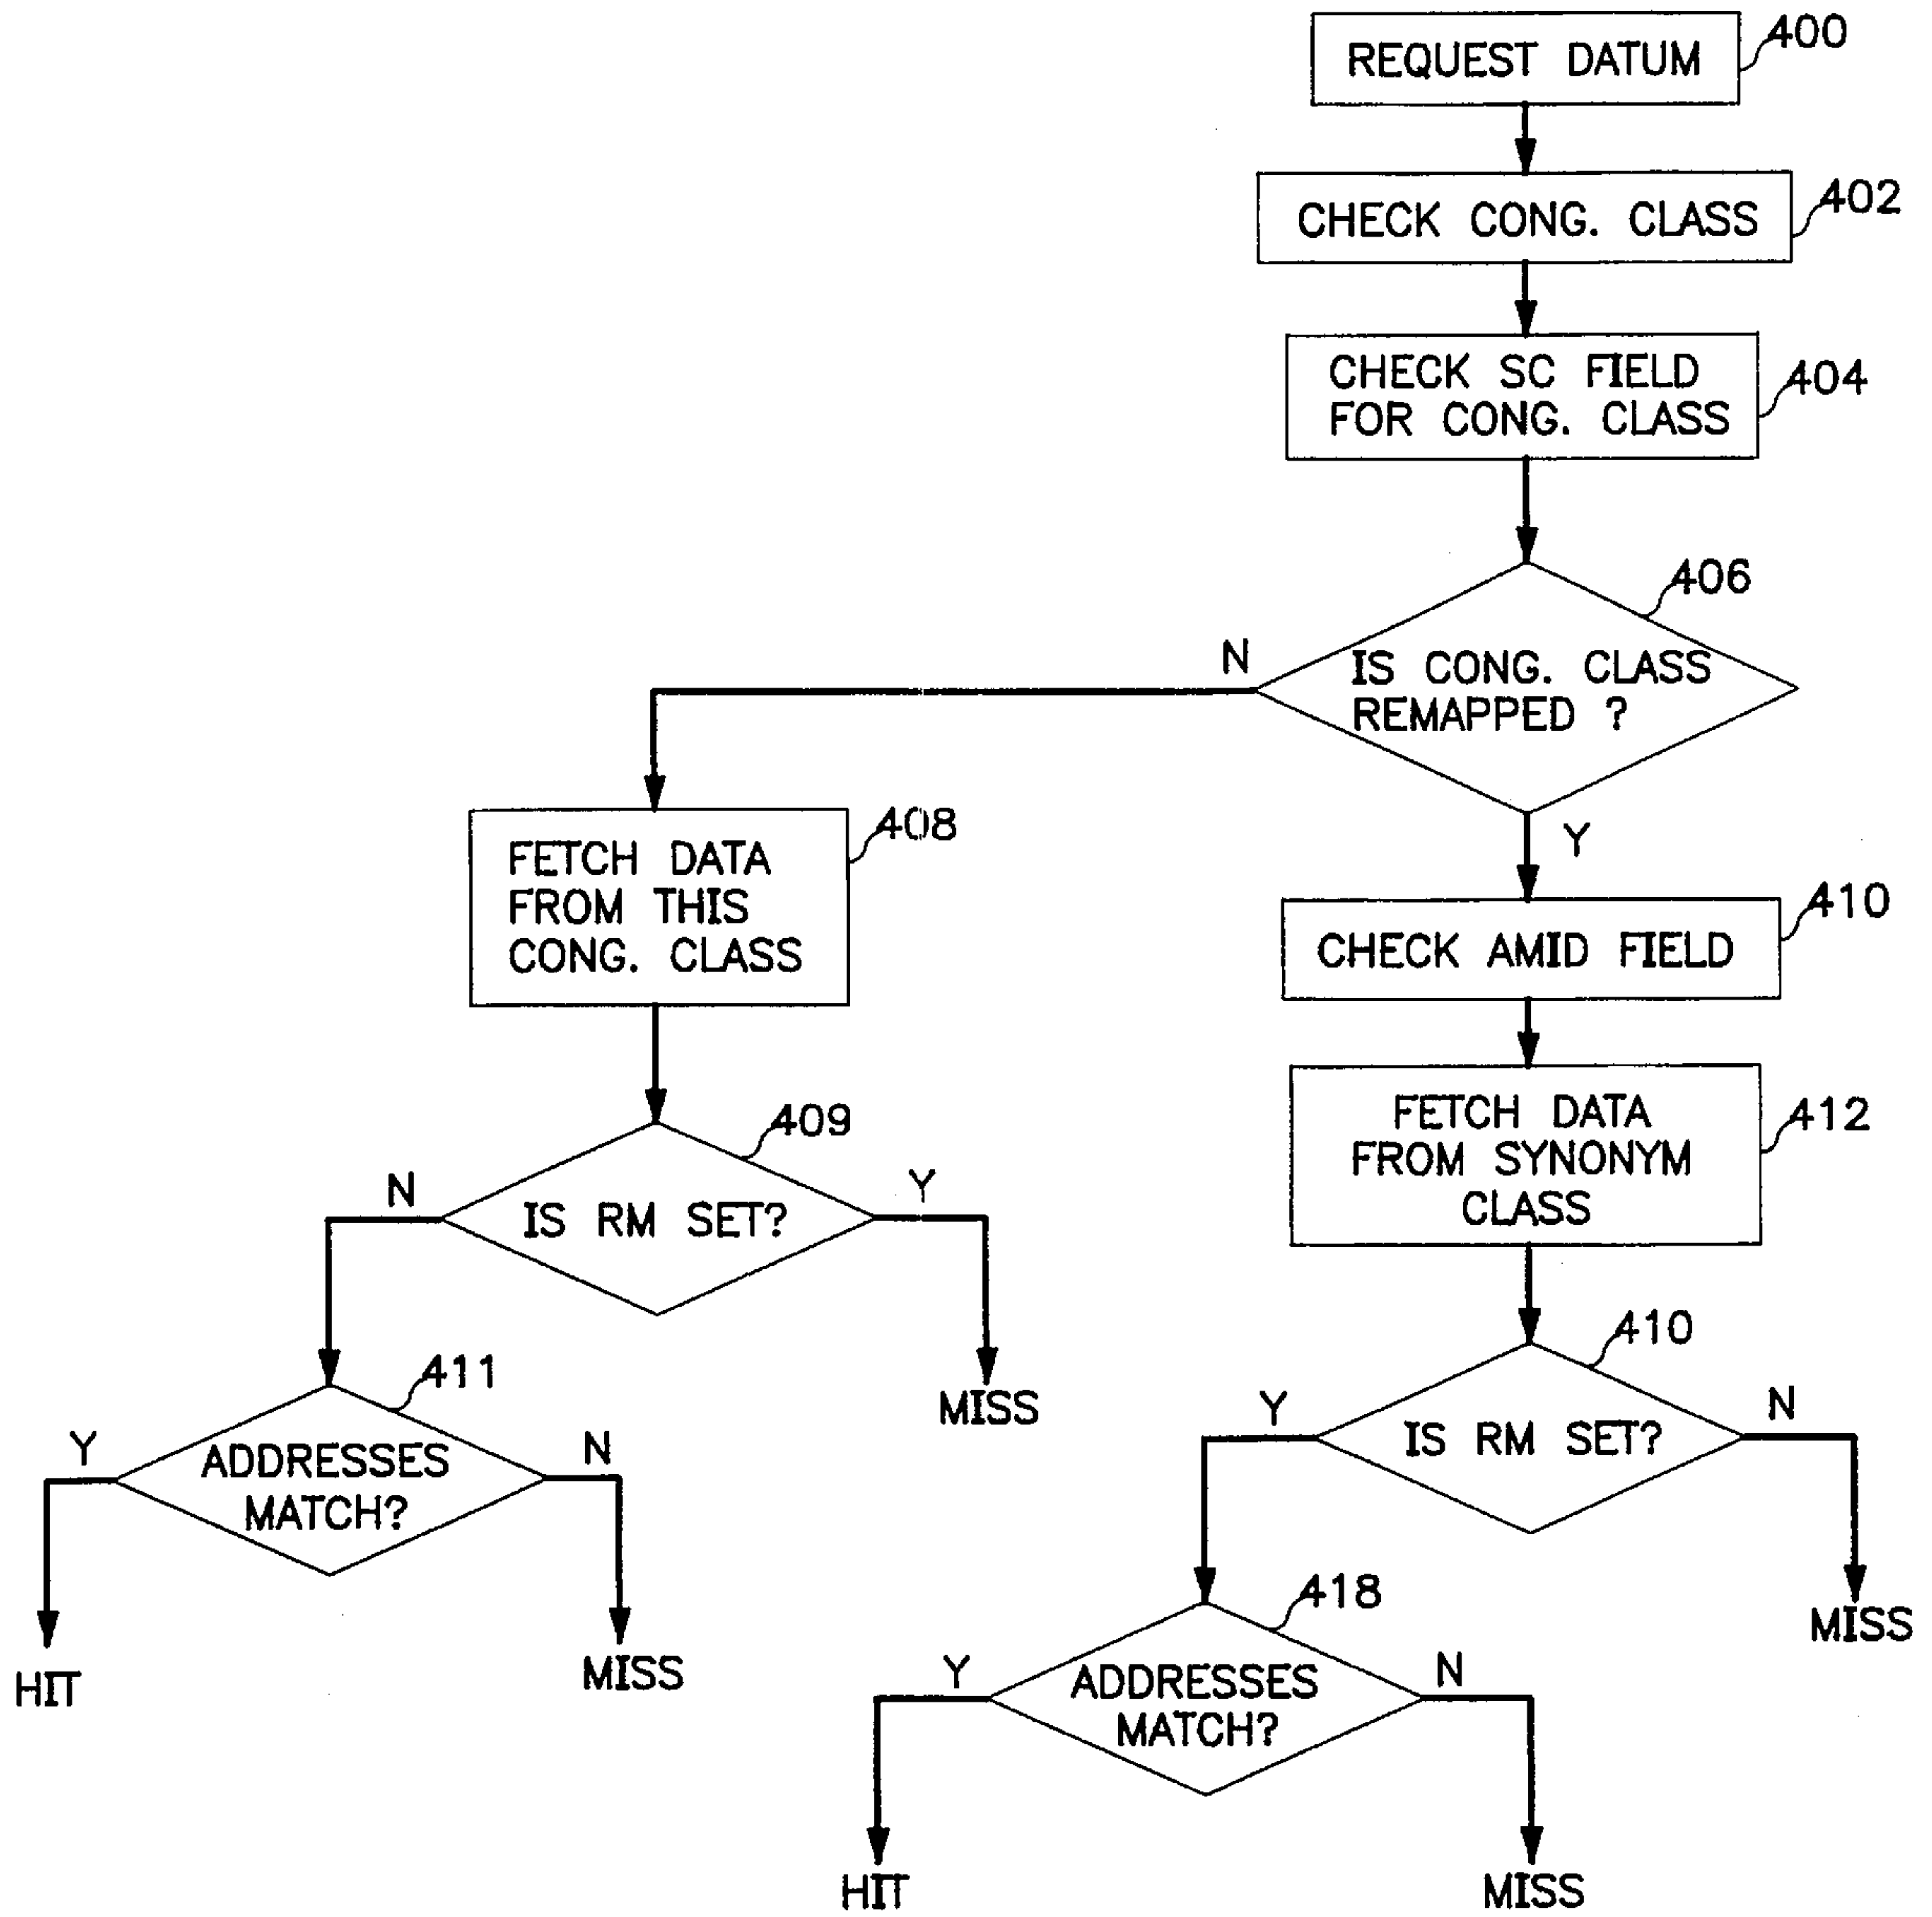 400
REQUEST DATUM
402
CHECK CONG. CLASS
404
CHECK SC FIELD
FOR CONG. CLASS
406
IS CONG. CLASS
REMAPPED ?
N
Y
408
FETCH DATA
FROM THIS
CONG. CLASS
410
CHECK AMID FIELD
412
FETCH DATA
FROM SYNONYM
CLASS
409
IS RM SET?
N
Y
MISS
411
ADDRESSES
MATCH?
Y
N
HIT
MISS
410
IS RM SET?
Y
N
MISS
418
ADDRESSES
MATCH?
Y
N
HIT
MISS